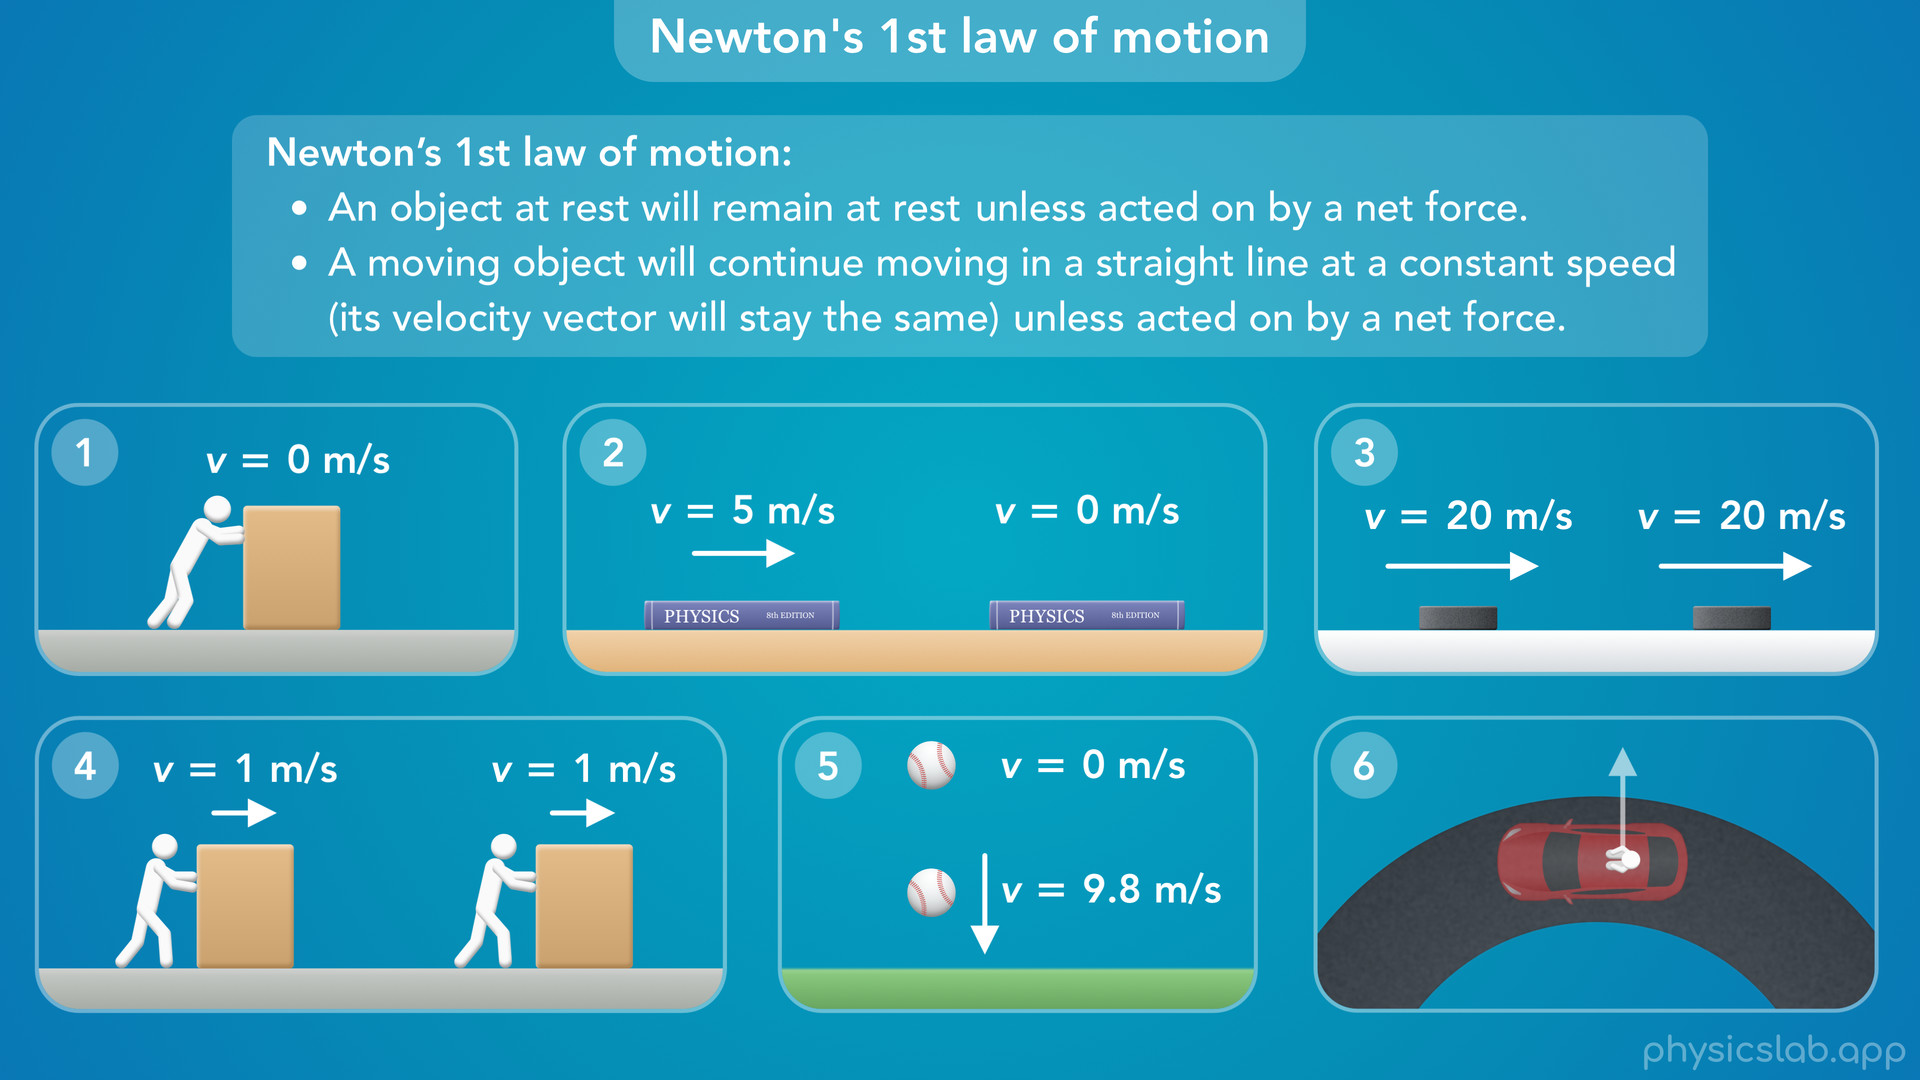 Newton's 1st law of motion
Newton’s 1st law of motion:
• An object at rest will remain at rest unless acted on by a net force.
• A moving object will continue moving in a straight line at a constant speed
(its velocity vector will stay the same) unless acted on by a net force.
1
v = 0 m/s
2
v = 5 m/s
v = 0 m/s
PHYSICS 8th EDITION
PHYSICS 8th EDITION
3
v = 20 m/s
v = 20 m/s
4
v = 1 m/s
v = 1 m/s
5
v = 0 m/s
v = 9.8 m/s
6
physicslab.app